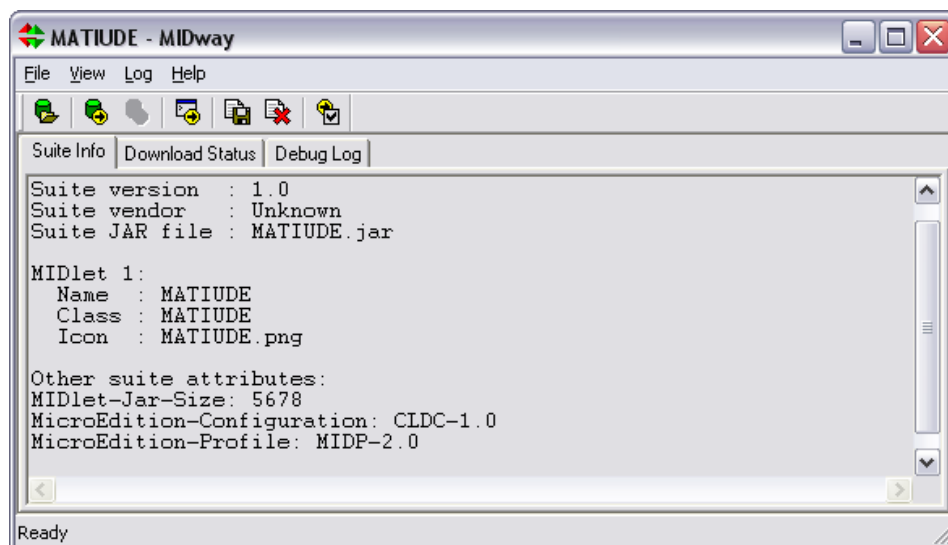 MATIUDE - MIDway
File View Log Help
Suite Info Download Status Debug Log
Suite version : 1.0
Suite vendor : Unknown
Suite JAR file : MATIUDE.jar
MIDlet 1:
Name : MATIUDE
Class : MATIUDE
Icon : MATIUDE.png
Other suite attributes:
MIDlet-Jar-Size: 5678
MicroEdition-Configuration: CLDC-1.0
MicroEdition-Profile: MIDP-2.0
Ready